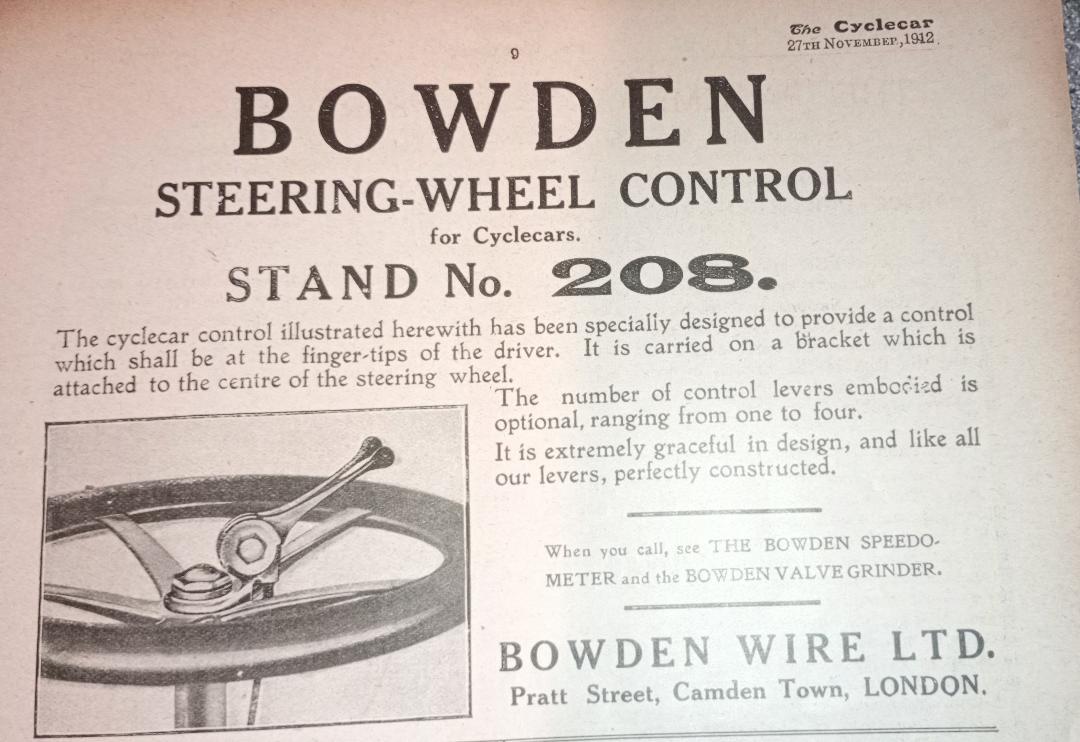 The Cyclecar
27TH NOVEMBER, 1912.
9
BOWDEN
STEERING-WHEEL CONTROL
for Cyclecars.
STAND No. 208.
The cyclecar control illustrated herewith has been specially designed to provide a control
which shall be at the finger-tips of the driver. It is carried on a bracket which is
attached to the centre of the steering wheel.
The number of control levers embodied is
optional, ranging from one to four.
It is extremely graceful in design, and like all
our levers, perfectly constructed.
When you call, see THE BOWDEN SPEEDO-
METER and the BOWDEN VALVE GRINDER.
BOWDEN WIRE LTD.
Pratt Street, Camden Town, LONDON.